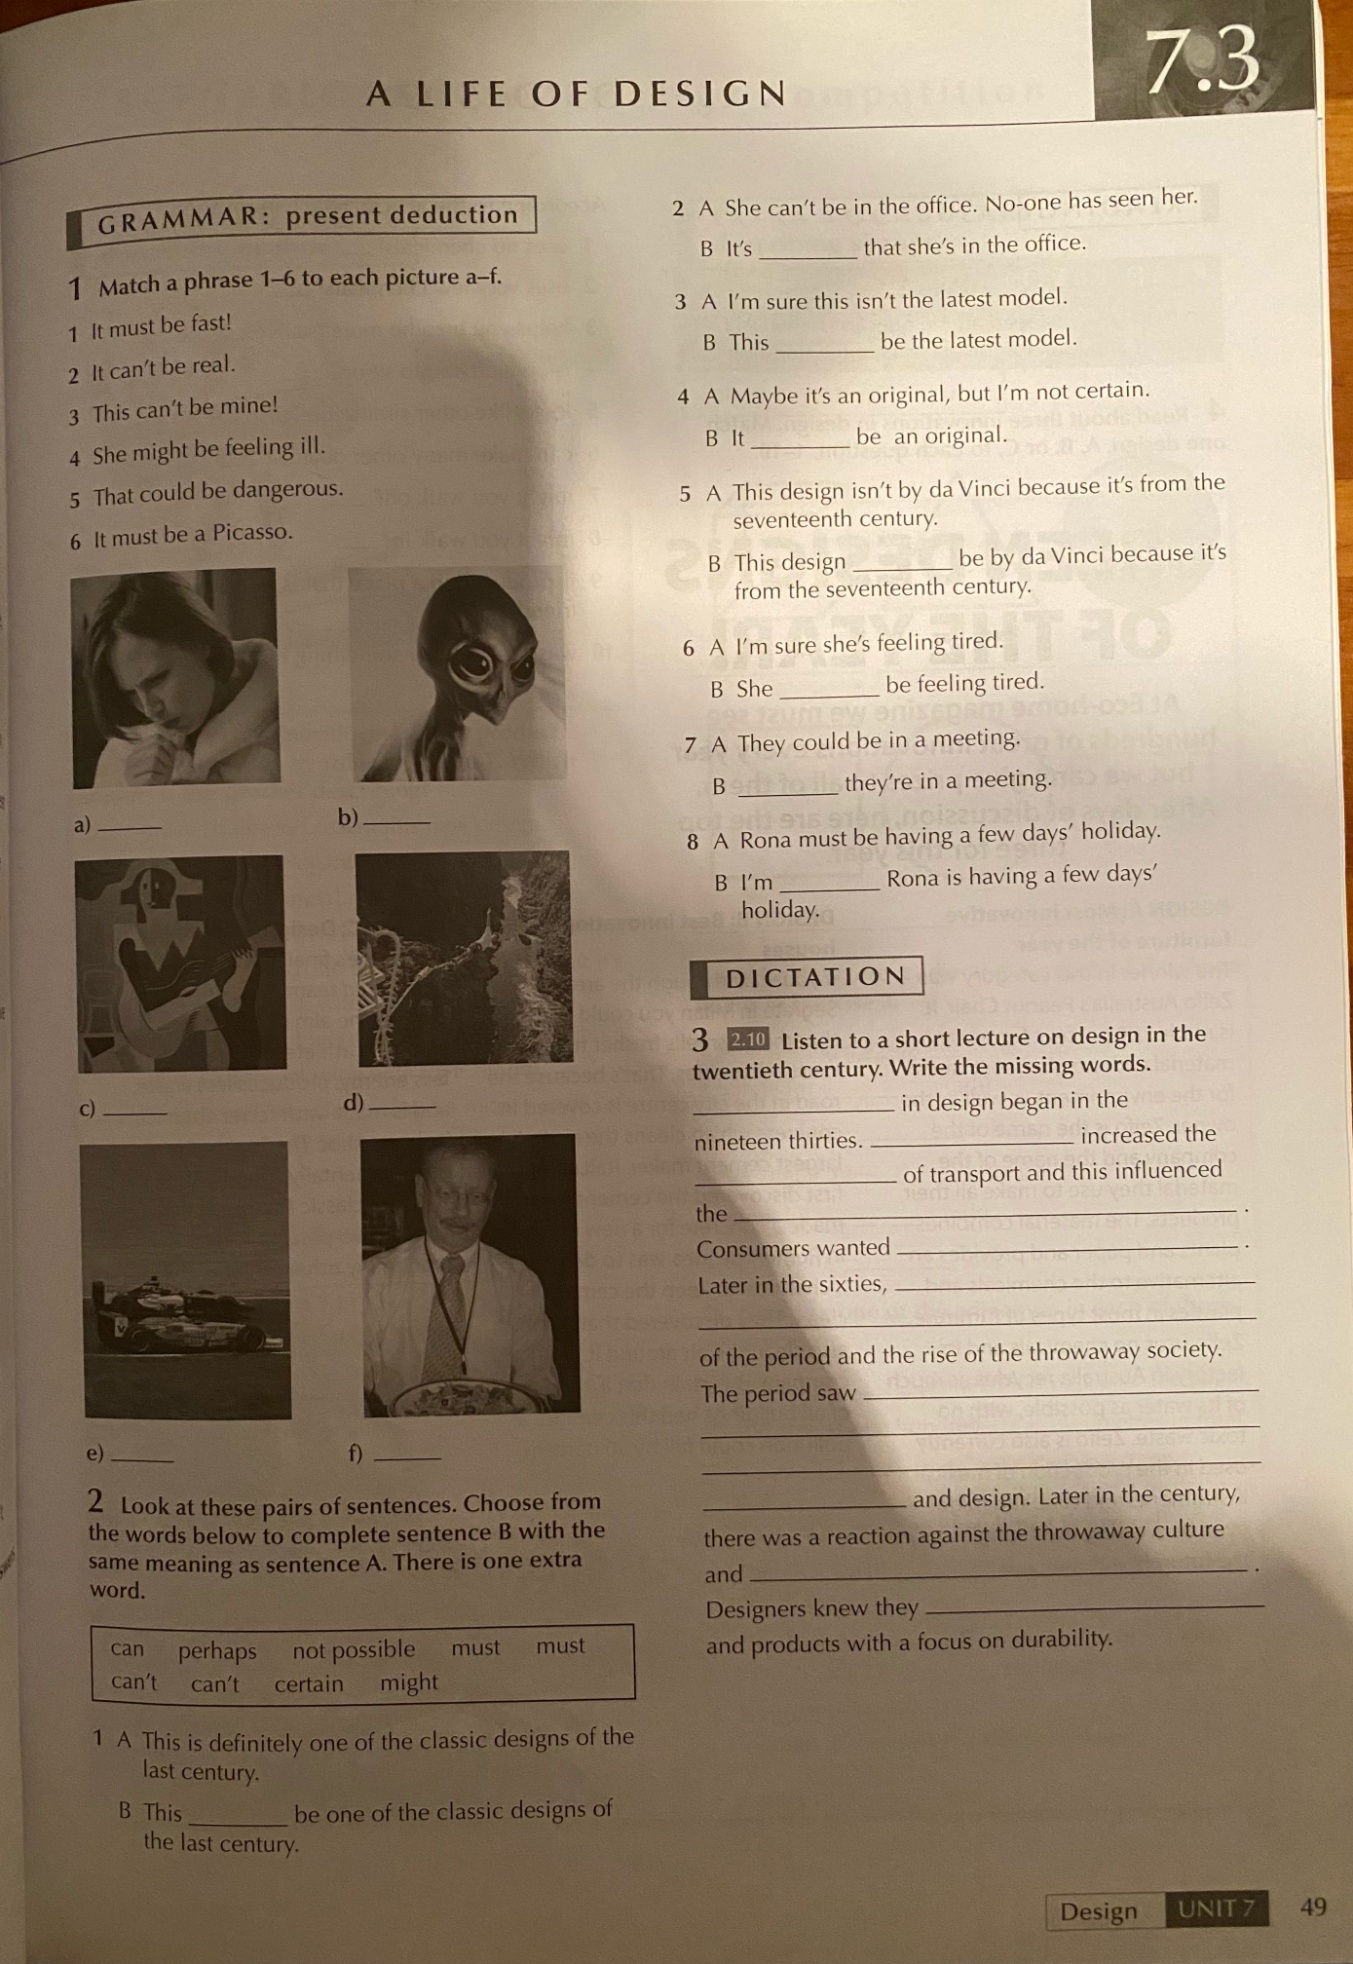 A LIFE OF DESIGN
7.3
GRAMMAR: present deduction
1 Match a phrase 1–6 to each picture a–f.
1 It must be fast!
2 It can't be real.
3 This can't be mine!
4 She might be feeling ill.
5 That could be dangerous.
6 It must be a Picasso.
a) ______
b) ______
c) ______
d) ______
e) ______
f) ______
2 Look at these pairs of sentences. Choose from
the words below to complete sentence B with the
same meaning as sentence A. There is one extra
word.
can perhaps not possible must must
can't can't certain might
1 A This is definitely one of the classic designs of the
last century.
B This ________ be one of the classic designs of
the last century.
2 A She can't be in the office. No-one has seen her.
B It's ________ that she's in the office.
3 A I'm sure this isn't the latest model.
B This ________ be the latest model.
4 A Maybe it's an original, but I'm not certain.
B It ________ be an original.
5 A This design isn't by da Vinci because it's from the
seventeenth century.
B This design ________ be by da Vinci because it's
from the seventeenth century.
6 A I'm sure she's feeling tired.
B She ________ be feeling tired.
7 A They could be in a meeting.
B ________ they're in a meeting.
8 A Rona must be having a few days' holiday.
B I'm ________ Rona is having a few days'
holiday.
DICTATION
3 2.10 Listen to a short lecture on design in the
twentieth century. Write the missing words.
________________ in design began in the
nineteen thirties. ________________ increased the
________________ of transport and this influenced
the ________________.
Consumers wanted ________________.
Later in the sixties, ________________
________________
of the period and the rise of the throwaway society.
The period saw ________________
________________
________________
________________ and design. Later in the century,
there was a reaction against the throwaway culture
and ________________.
Designers knew they ________________
and products with a focus on durability.
Design UNIT 7 49